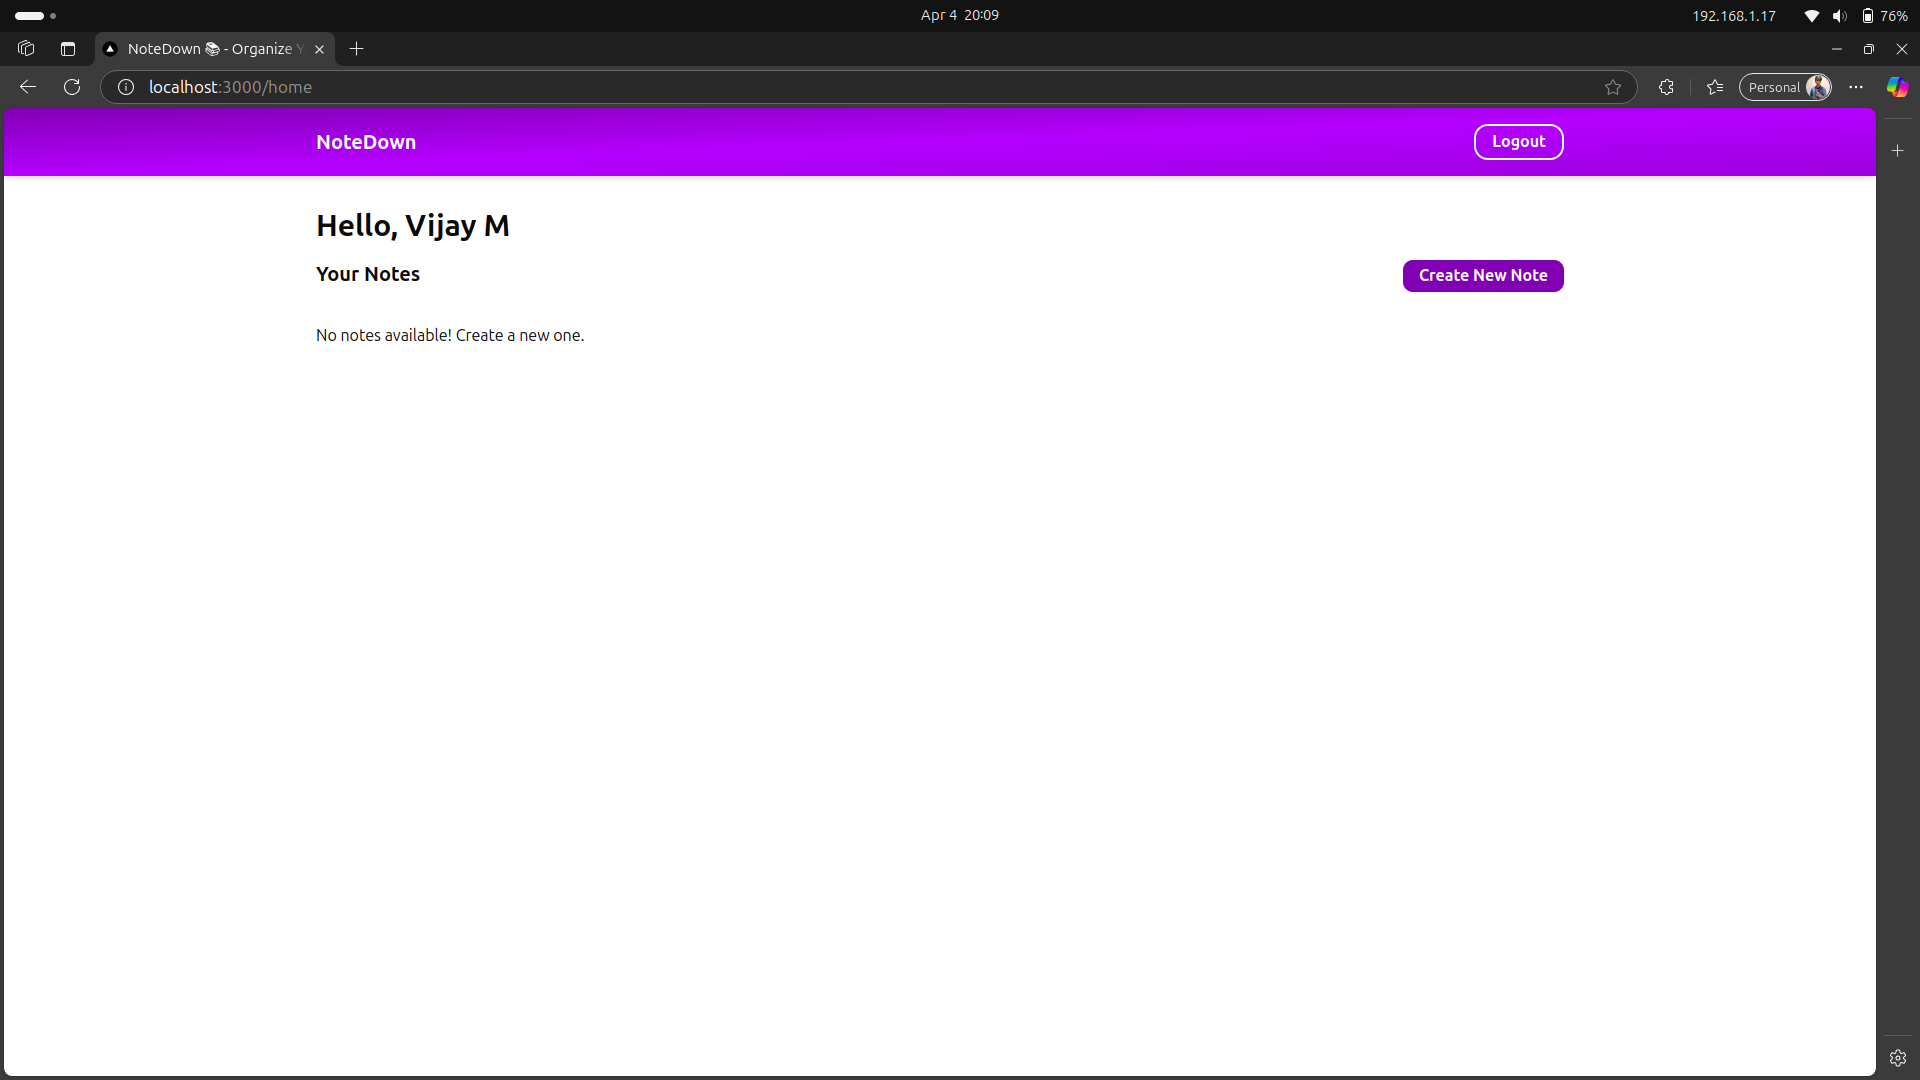 Apr 4 20:09
192.168.1.17
76%
NoteDown 📚 - Organize Y
localhost:3000/home
Personal
NoteDown
Logout
Hello, Vijay M
Your Notes
Create New Note
No notes available! Create a new one.